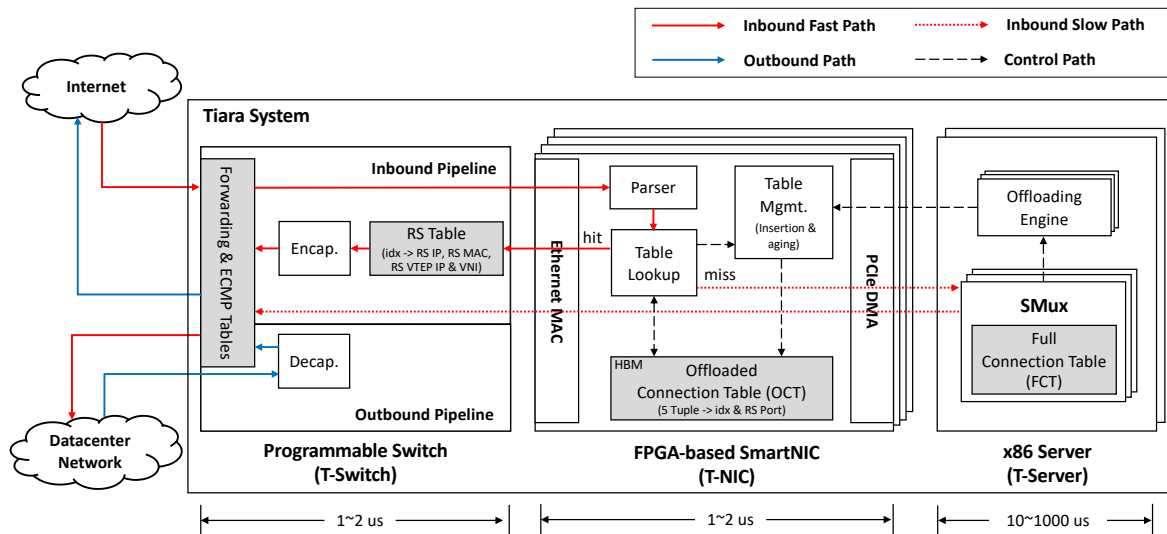 Inbound Fast Path
Inbound Slow Path
Outbound Path
Control Path
Internet
Tiara System
Inbound Pipeline
Forwarding & ECMP Tables
Encap.
RS Table
(idx -> RS IP, RS MAC,
RS VTEP IP & VNI)
Decap.
Outbound Pipeline
Datacenter
Network
Programmable Switch
(T-Switch)
Ethernet MAC
Parser
hit
Table
Lookup
miss
Table
Mgmt.
(Insertion &
aging)
HBM
Offloaded
Connection Table (OCT)
(5 Tuple -> idx & RS Port)
PCIe DMA
FPGA-based SmartNIC
(T-NIC)
Offloading
Engine
SMux
Full
Connection Table
(FCT)
x86 Server
(T-Server)
1~2 us
1~2 us
10~1000 us